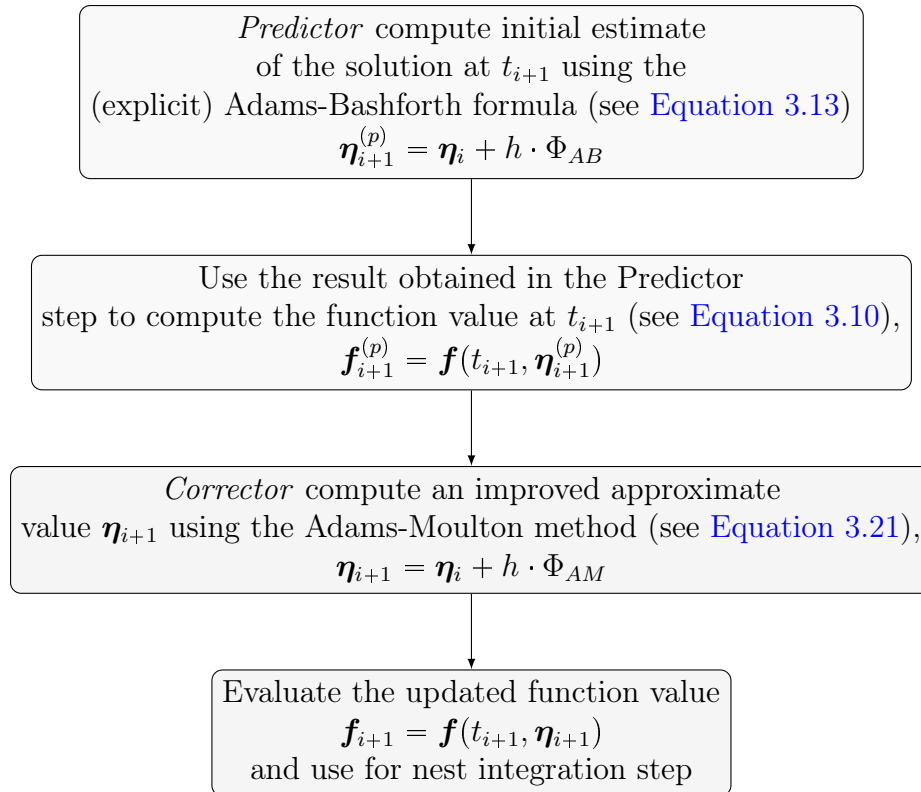 Predictor compute initial estimate
of the solution at t_{i+1} using the
(explicit) Adams-Bashforth formula (see Equation 3.13)
η_{i+1}^{(p)} = η_i + h · Φ_{AB}
Use the result obtained in the Predictor
step to compute the function value at t_{i+1} (see Equation 3.10),
f_{i+1}^{(p)} = f(t_{i+1}, η_{i+1}^{(p)})
Corrector compute an improved approximate
value η_{i+1} using the Adams-Moulton method (see Equation 3.21),
η_{i+1} = η_i + h · Φ_{AM}
Evaluate the updated function value
f_{i+1} = f(t_{i+1}, η_{i+1})
and use for nest integration step